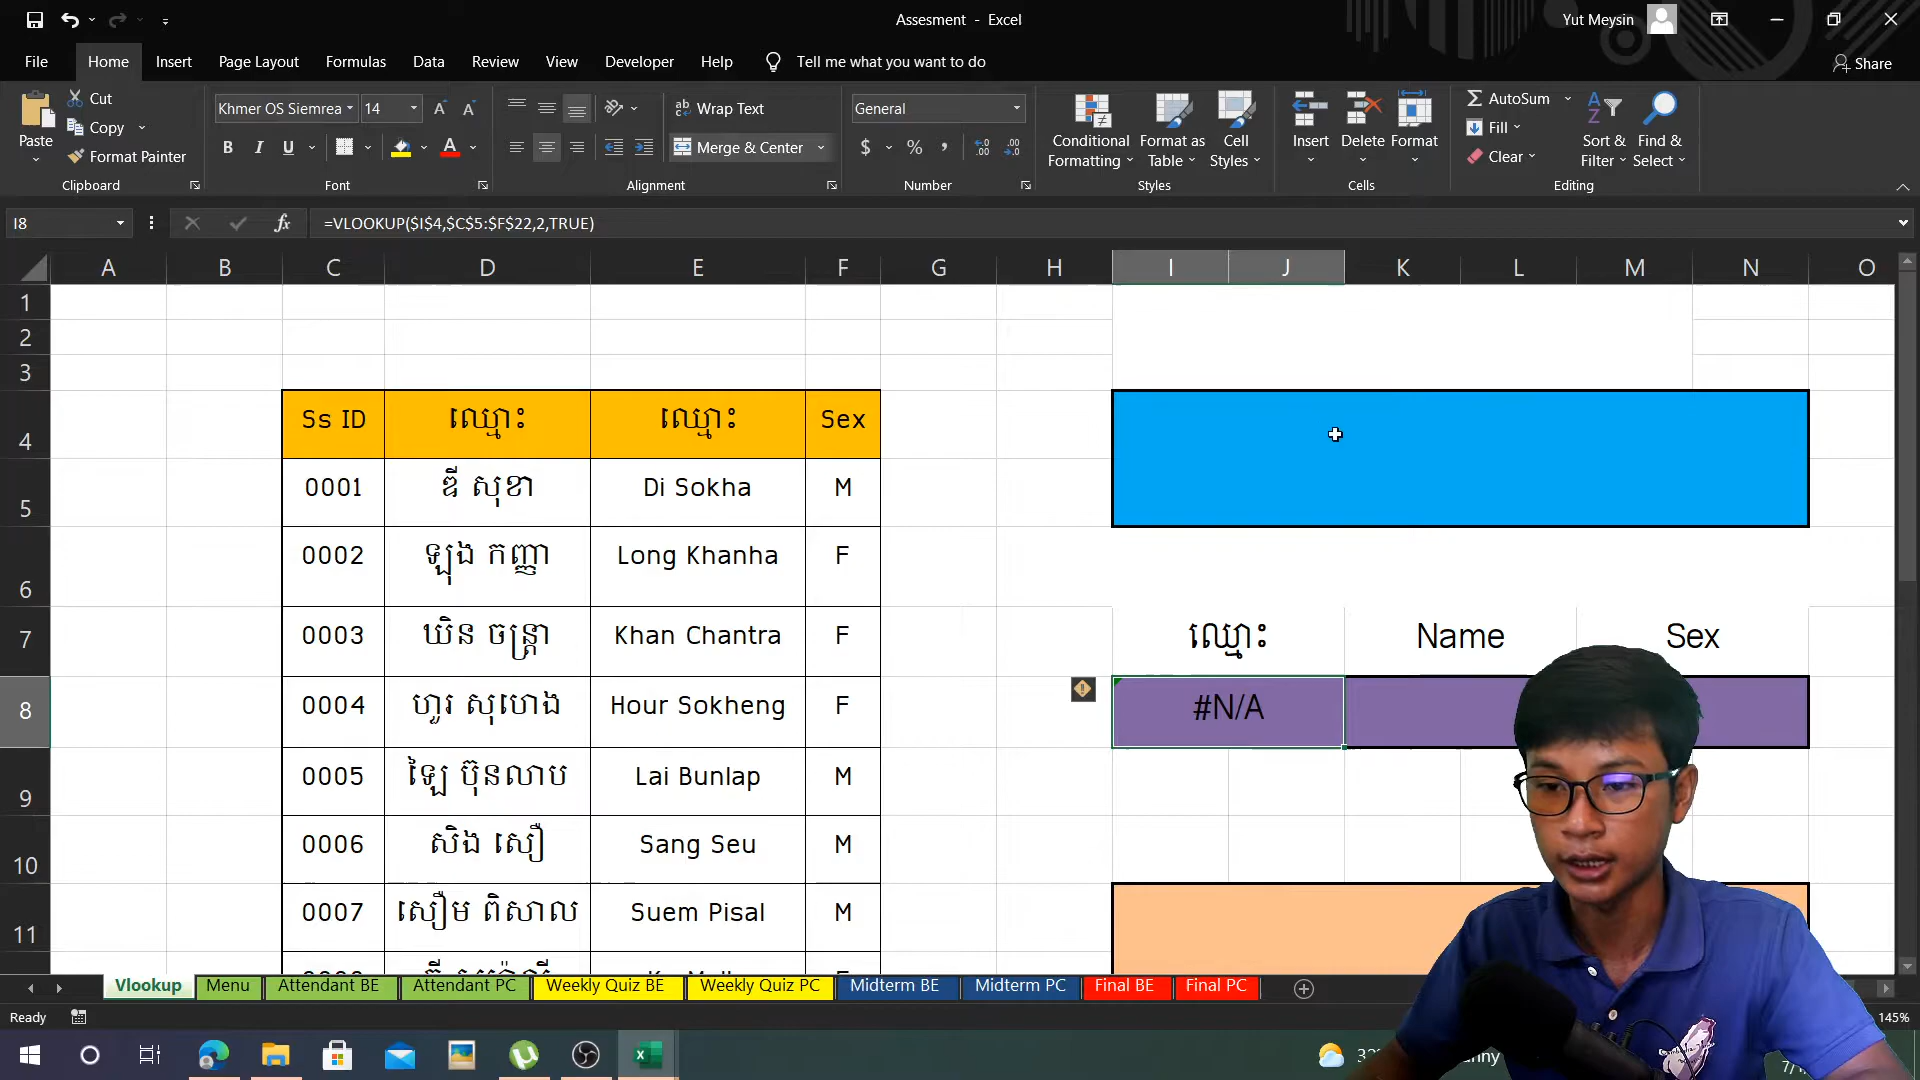 Assesment - Excel
Yut Meysin
File Home Insert Page Layout Formulas Data Review View Developer Help Tell me what you want to do Share
Cut
Copy
Format Painter
Paste
Clipboard
Khmer OS Siemrea 14
B I U
Font
Wrap Text
Merge & Center
Alignment
General
$ %
Number
Conditional Formatting
Format as Table
Cell Styles
Styles
Insert Delete Format
Cells
AutoSum
Fill
Clear
Sort & Filter
Find & Select
Editing
I8 fx =VLOOKUP($I$4,$C$5:$F$22,2,TRUE)
A B C D E F G H I J K L M N O
1
2
3
4 Ss ID ឈ្មោះ ឈ្មោះ Sex
5 0001 ឌី សុខា Di Sokha M
6 0002 ឡុង កញ្ញា Long Khanha F
7 0003 ឃិន ចន្ត្រា Khan Chantra F ឈ្មោះ Name Sex
8 0004 ហួរ សុហេង Hour Sokheng F #N/A
9 0005 ឡៃ ប៊ុនលាប Lai Bunlap M
10 0006 សិង សឿ Sang Seu M
11 0007 សឿម ពិសាល Suem Pisal M
Vlookup Menu Attendant BE Attendant PC Weekly Quiz BE Weekly Quiz PC Midterm BE Midterm PC Final BE Final PC
Ready
145%